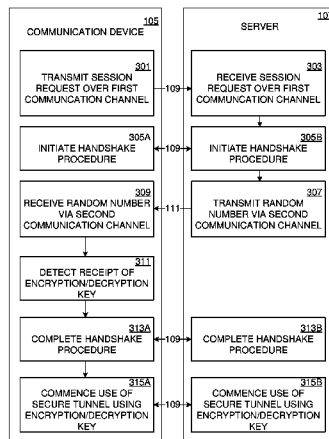 105
COMMUNICATION DEVICE
107
SERVER
301
TRANSMIT SESSION
REQUEST OVER FIRST
COMMUNCATION CHANNEL
109
303
RECEIVE SESSION
REQUEST OVER FIRST
COMMUNCATION CHANNEL
305A
INITIATE HANDSHAKE
PROCEDURE
109
305B
INITIATE HANDSHAKE
PROCEDURE
309
RECEIVE RANDOM NUMBER
VIA SECOND
COMMUNICATION CHANNEL
111
307
TRANSMIT RANDOM
NUMBER VIA SECOND
COMMUNICATION CHANNEL
311
DETECT RECEIPT OF
ENCRYPTION/DECRYPTION
KEY
313A
COMPLETE HANDSHAKE
PROCEDURE
109
313B
COMPLETE HANDSHAKE
PROCEDURE
315A
COMMENCE USE OF
SECURE TUNNEL USING
ENCRYPTION/DECRYPTION
KEY
109
315B
COMMENCE USE OF
SECURE TUNNEL USING
ENCRYPTION/DECRYPTION
KEY